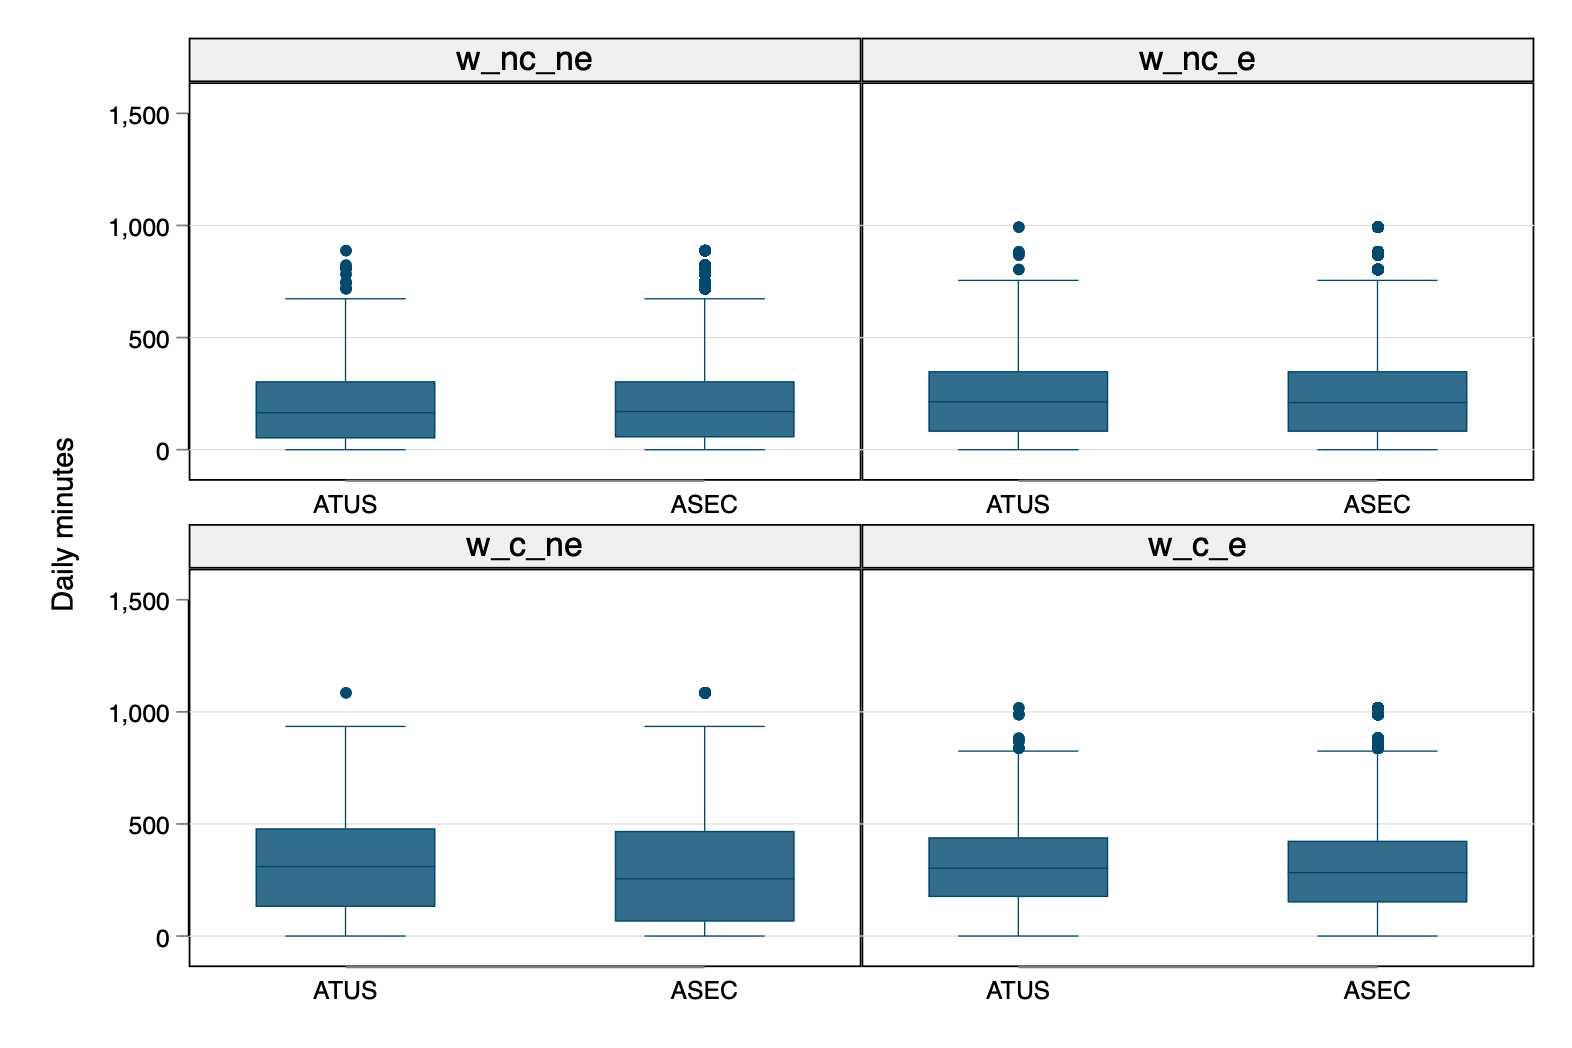 Daily minutes
w_nc_ne
w_nc_e
1,500
1,000
500
0
ATUS
ASEC
ATUS
ASEC
w_c_ne
w_c_e
1,500
1,000
500
0
ATUS
ASEC
ATUS
ASEC